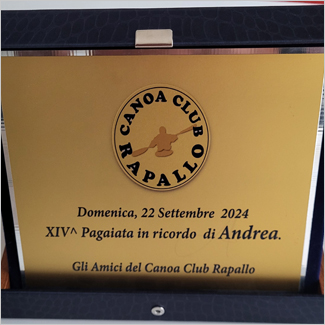 CANOA CLUB
RAPALLO
Domenica, 22 Settembre 2024
XIV^ Pagaiata in ricordo di Andrea.
Gli Amici del Canoa Club Rapallo